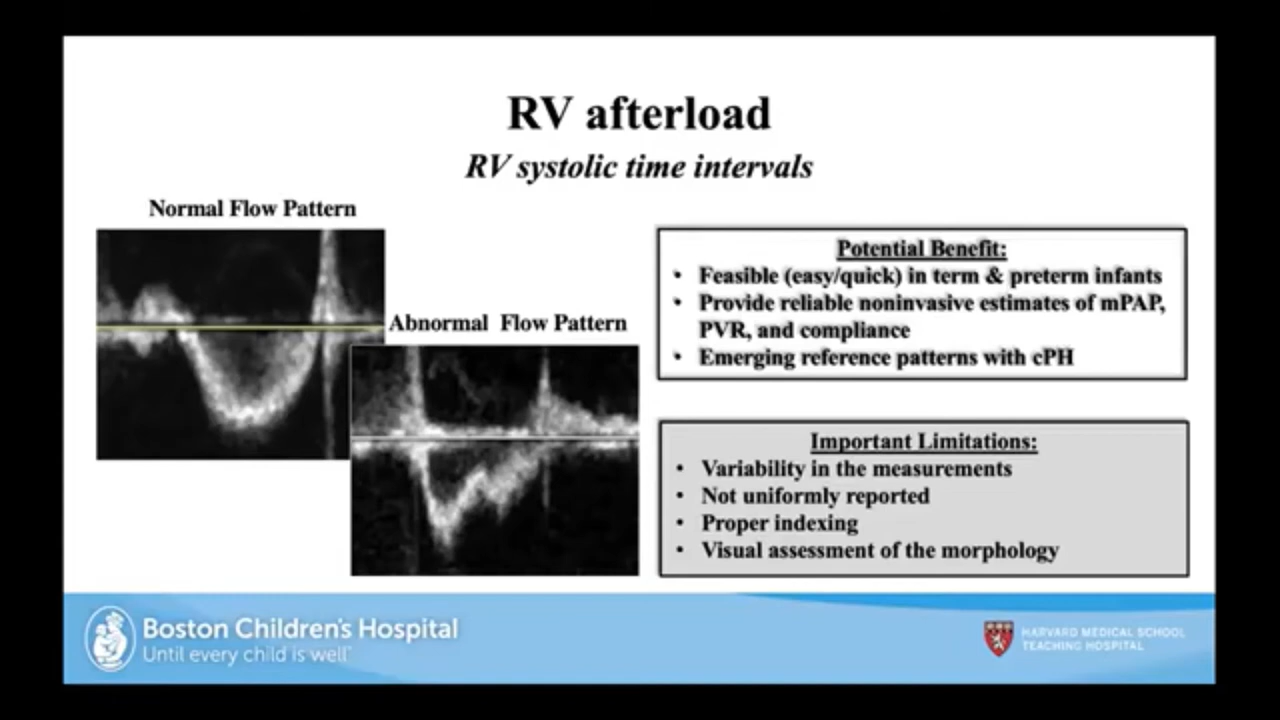 RV afterload
RV systolic time intervals
Normal Flow Pattern
Abnormal Flow Pattern
Potential Benefit:
• Feasible (easy/quick) in term & preterm infants
• Provide reliable noninvasive estimates of mPAP,
PVR, and compliance
• Emerging reference patterns with cPH
Important Limitations:
• Variability in the measurements
• Not uniformly reported
• Proper indexing
• Visual assessment of the morphology
Boston Children's Hospital
Until every child is well™
HARVARD MEDICAL SCHOOL
TEACHING HOSPITAL